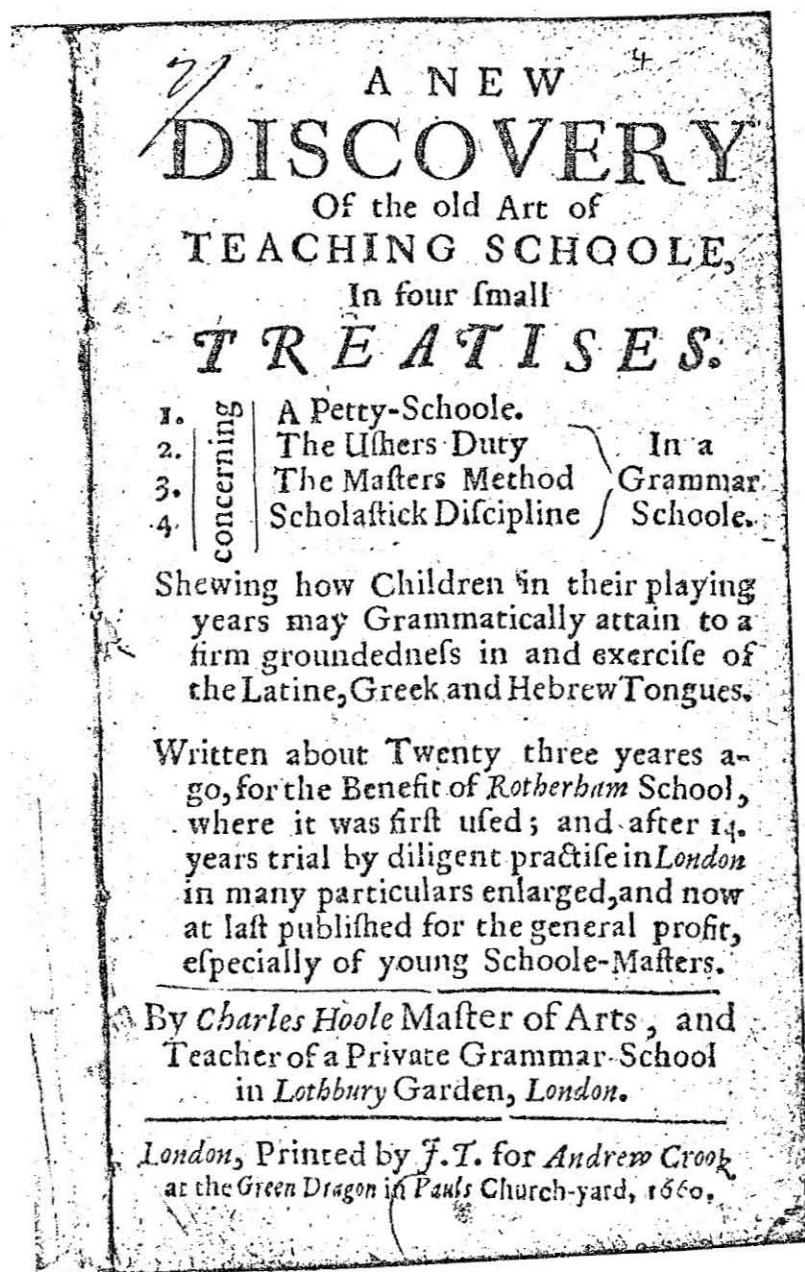 4
A NEW
DISCOVERY
Of the old Art of
TEACHING SCHOOLE,
In four ſmall
TREATISES.
concerning
1. A Petty-Schoole.
2. The Uſhers Duty
3. The Maſters Method
4. Scholaſtick Diſcipline
In a
Grammar
Schoole.
Shewing how Children in their playing
years may Grammatically attain to a
firm groundedneſs in and exerciſe of
the Latine, Greek and Hebrew Tongues.
Written about Twenty three yeares a-
go, for the Benefit of Rotherham School,
where it was firſt uſed; and after 14.
years trial by diligent practiſe in London
in many particulars enlarged, and now
at laſt publiſhed for the general profit,
eſpecially of young Schoole-Maſters.
By Charles Hoole Maſter of Arts, and
Teacher of a Private Grammar-School
in Lothbury Garden, London.
London, Printed by J.T. for Andrew Crook
at the Green Dragon in Pauls Church-yard, 1660.